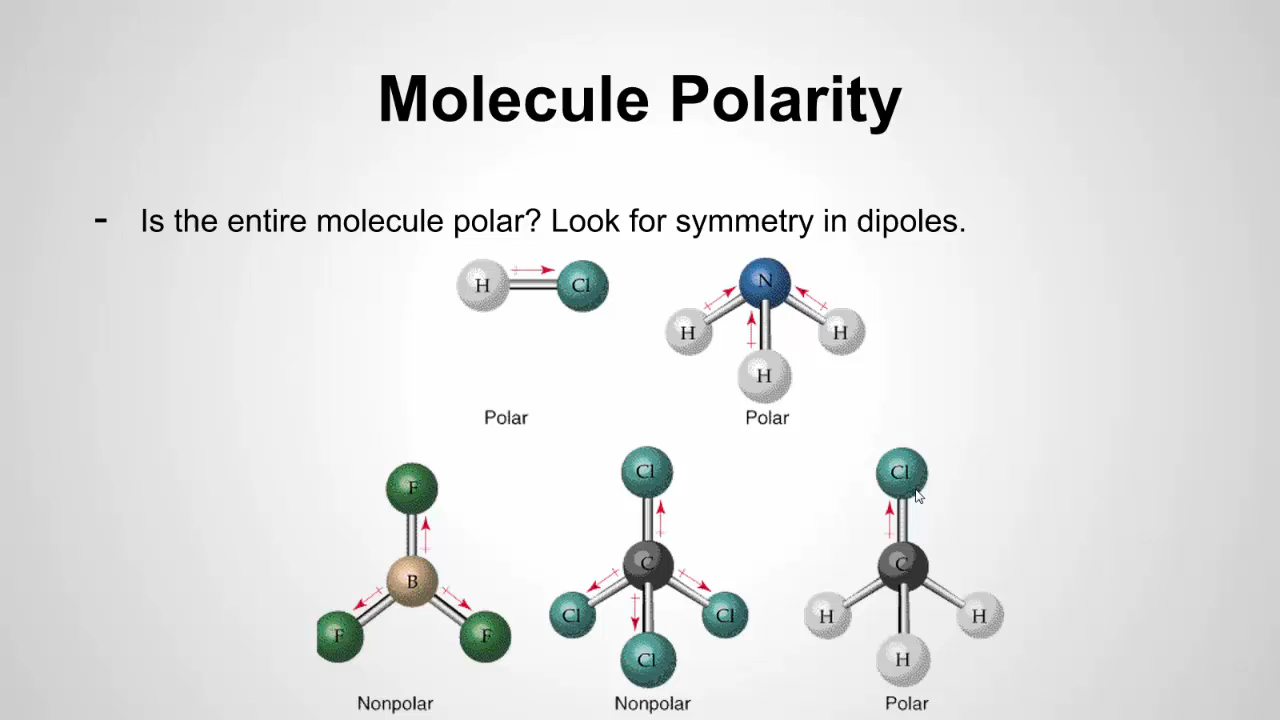 Molecule Polarity
- Is the entire molecule polar? Look for symmetry in dipoles.
H Cl
N
H H
H
Polar Polar
F
B
F F
Cl
C
Cl Cl
Cl
Cl
C
H H
H
Nonpolar Nonpolar Polar